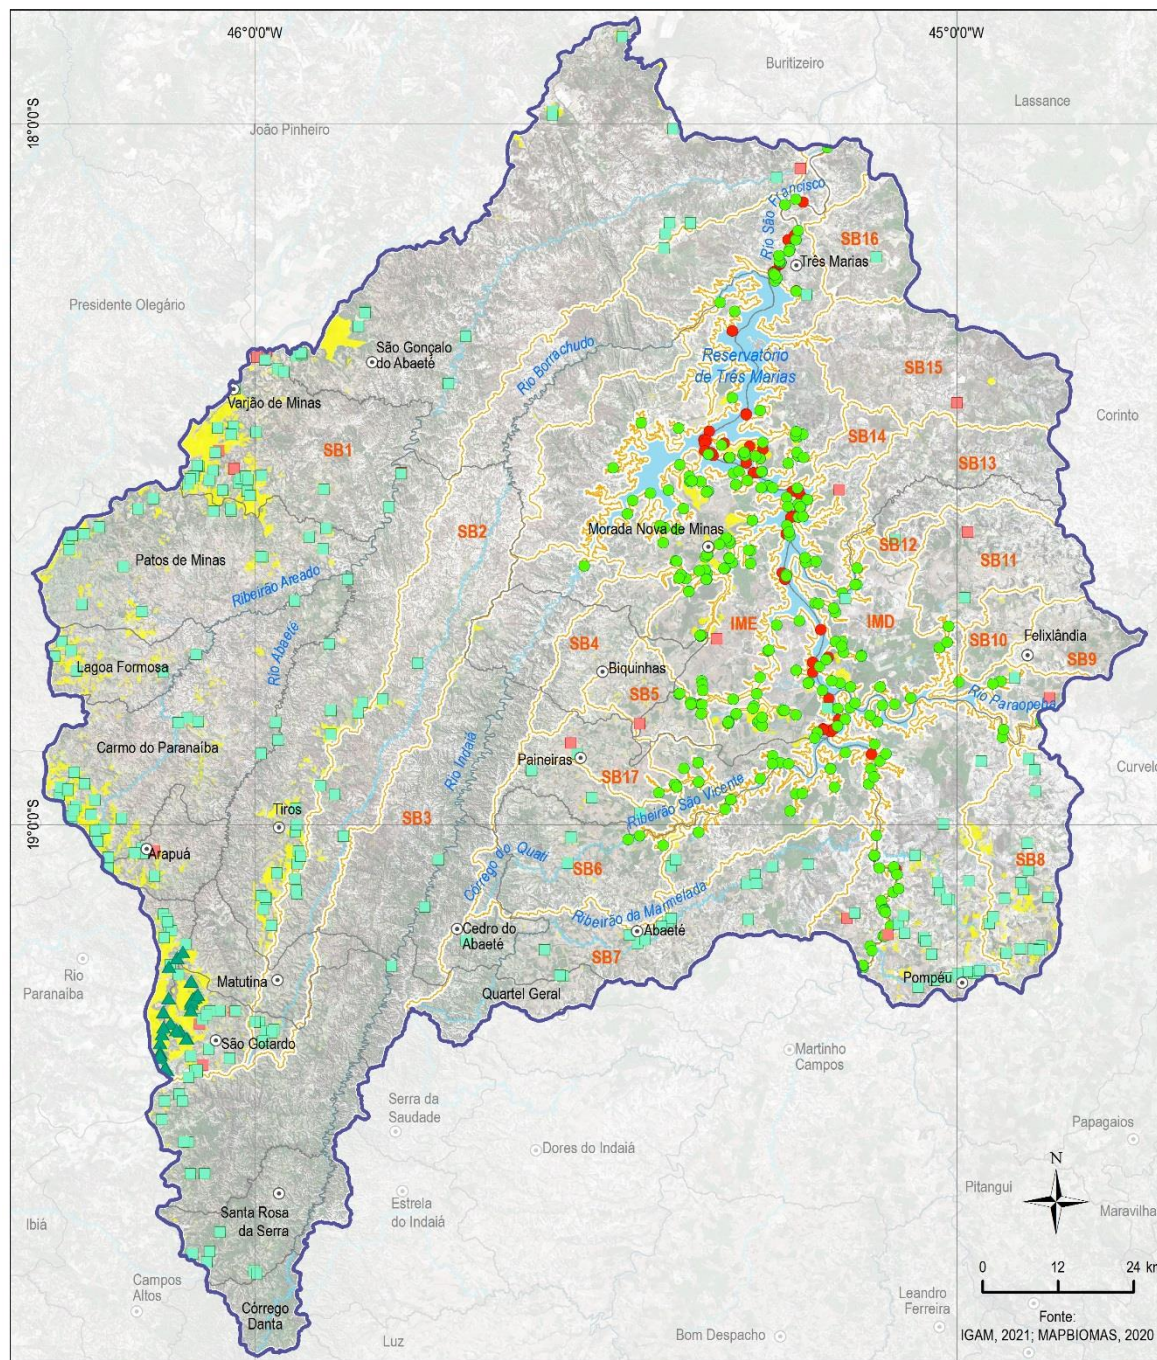 46°0'0"W
45°0'0"W
Buritizeiro
Lassance
18°0'0"S
João Pinheiro
Rio São Francisco
SB16
Três Marias
Presidente Olegário
São Gonçalo
do Abaeté
Rio Borrachudo
Reservatório
de Três Marias
SB15
Varjão de Minas
Corinto
SB1
SB14
SB13
SB2
Morada Nova de Minas
SB12
SB11
Patos de Minas
Ribeirão Areado
Rio Abaeté
IME
IMD
SB4
SB10
Felixlândia
Lagoa Formosa
Biquinhas
SB9
SB5
Rio Paraopeba
Carmo do Paranaíba
Rio Indaiá
Paineiras
Curvelo
SB17
Tiros
Ribeirão São Vicente
19°0'0"S
SB3
Arapuá
Córrego do Quati
SB6
SB8
Ribeirão da Marmelada
Cedro do
Abaeté
Abaeté
SB7
Rio
Paranaíba
Matutina
Quartel Geral
Pompéu
São Gotardo
Martinho
Campos
Serra da
Saudade
Papagaios
Dores do Indaiá
N
Pitangui
Santa Rosa
da Serra
Estrela
do Indaiá
Maravilha
Ibiá
0 12 24 km
Campos
Altos
Leandro
Ferreira
Córrego
Danta
Fonte:
IGAM, 2021; MAPBIOMAS, 2020
Luz
Bom Despacho